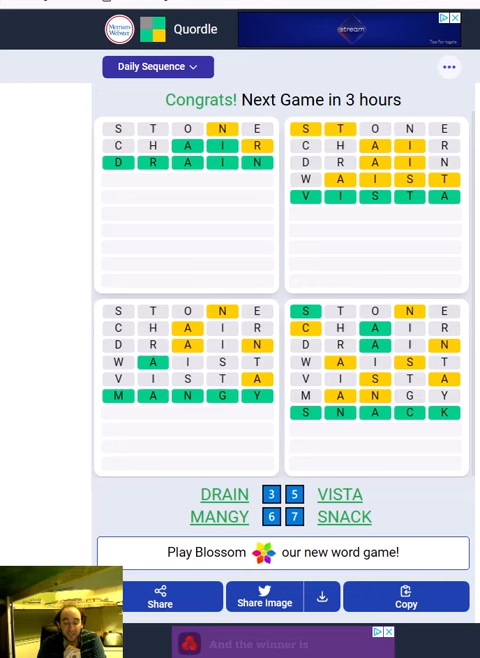 Merriam-Webster
Quordle
stream
Daily Sequence
Congrats! Next Game in 3 hours
S T O N E
C H A I R
D R A I N
S T O N E
C H A I R
D R A I N
W A I S T
V I S T A
S T O N E
C H A I R
D R A I N
W A I S T
V I S T A
M A N G Y
S T O N E
C H A I R
D R A I N
W A I S T
V I S T A
M A N G Y
S N A C K
DRAIN 3 5 VISTA
MANGY 6 7 SNACK
Play Blossom our new word game!
Share
Share Image
Copy
And the winner is